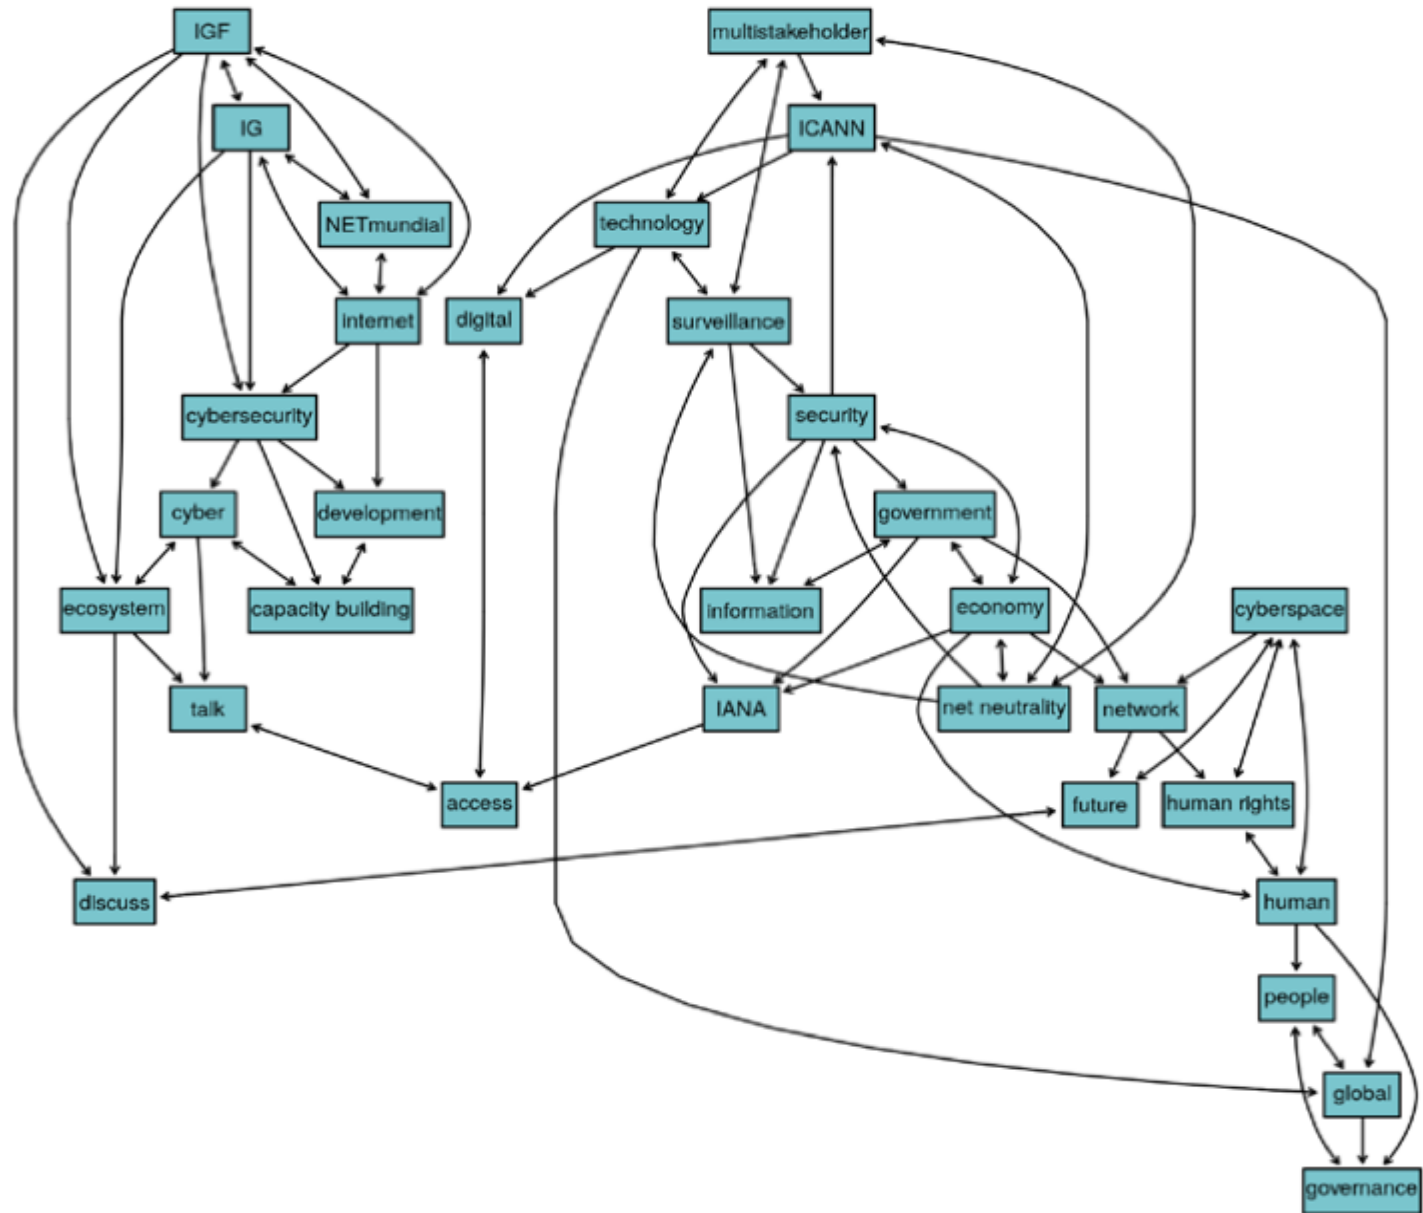 IGF
multistakeholder
IG
ICANN
NETmundial
technology
internet
digital
surveillance
cybersecurity
security
cyber
development
government
ecosystem
capacity building
information
economy
cyberspace
talk
IANA
net neutrality
network
access
future
human rights
discuss
human
people
global
governance